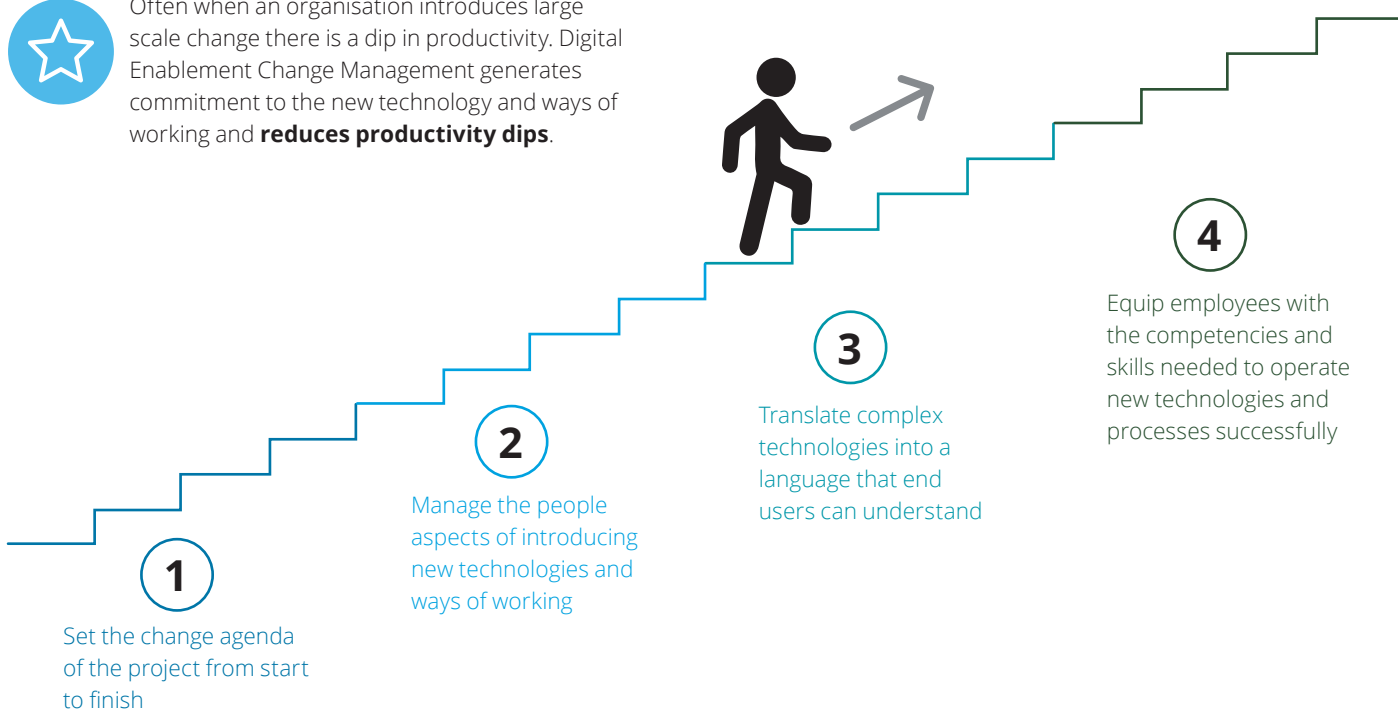 Often when an organisation introduces large
scale change there is a dip in productivity. Digital
Enablement Change Management generates
commitment to the new technology and ways of
working and reduces productivity dips.
1
Set the change agenda
of the project from start
to finish
2
Manage the people
aspects of introducing
new technologies and
ways of working
3
Translate complex
technologies into a
language that end
users can understand
4
Equip employees with
the competencies and
skills needed to operate
new technologies and
processes successfully